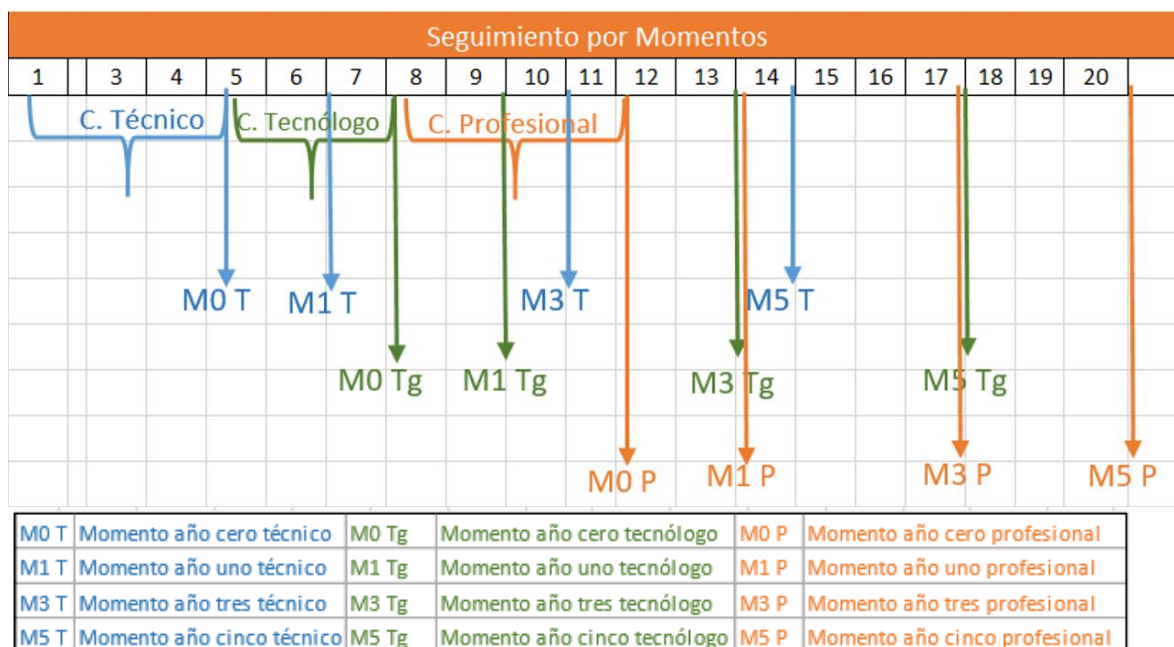 Seguimiento por Momentos
1 3 4 5 6 7 8 9 10 11 12 13 14 15 16 17 18 19 20
C. Técnico C. Tecnólogo C. Profesional
M0 T M1 T M3 T M5 T
M0 Tg M1 Tg M3 Tg M5 Tg
M0 P M1 P M3 P M5 P
M0 T Momento año cero técnico M0 Tg Momento año cero tecnólogo M0 P Momento año cero profesional
M1 T Momento año uno técnico M1 Tg Momento año uno tecnólogo M1 P Momento año uno profesional
M3 T Momento año tres técnico M3 Tg Momento año tres tecnólogo M3 P Momento año tres profesional
M5 T Momento año cinco técnico M5 Tg Momento año cinco tecnólogo M5 P Momento año cinco profesional